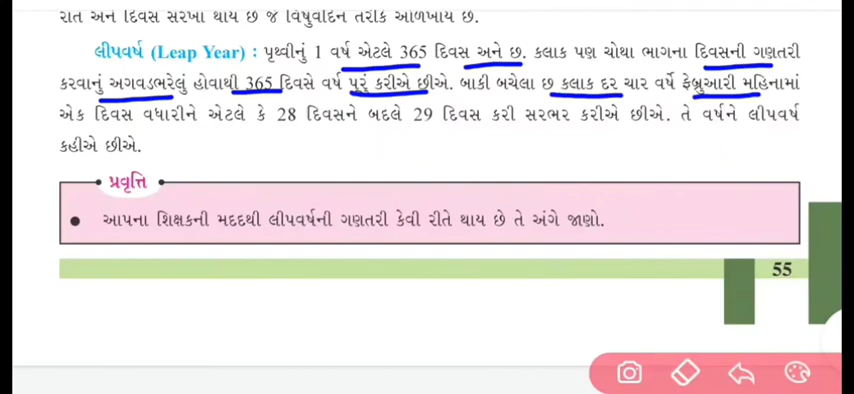 રાત અને દિવસ સરખા થાય છે જે વિષુવદિન તરીકે ઓળખાય છે.
લીપવર્ષ (Leap Year) : પૃથ્વીનું 1 વર્ષ એટલે 365 દિવસ અને છ. કલાક પણ ચોથા ભાગના દિવસની ગણતરી
કરવાનું અગવડભરેલું હોવાથી 365 દિવસે વર્ષ પૂરું કરીએ છીએ. બાકી બચેલા છ કલાક દર ચાર વર્ષે ફેબ્રુઆરી મહિનામાં
એક દિવસ વધારીને એટલે કે 28 દિવસને બદલે 29 દિવસ કરી સરભર કરીએ છીએ. તે વર્ષને લીપવર્ષ
કહીએ છીએ.
પ્રવૃત્તિ
● આપના શિક્ષકની મદદથી લીપવર્ષની ગણતરી કેવી રીતે થાય છે તે અંગે જાણો.
55